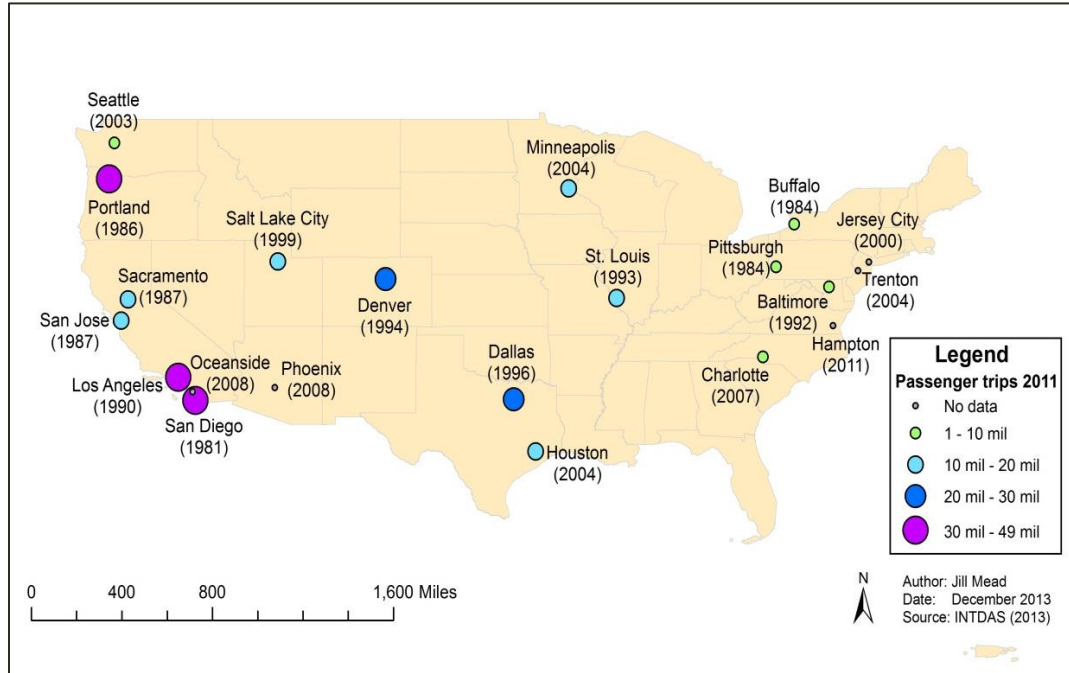 Seattle
(2003)
Portland
(1986)
Salt Lake City
(1999)
Sacramento
(1987)
San Jose
(1987)
Oceanside
(2008)
Los Angeles
(1990)
San Diego
(1981)
Phoenix
(2008)
Denver
(1994)
Dallas
(1996)
Houston
(2004)
Minneapolis
(2004)
St. Louis
(1993)
Buffalo
(1984)
Jersey City
(2000)
Pittsburgh
(1984)
Trenton
(2004)
Baltimore
(1992)
Hampton
(2011)
Charlotte
(2007)
Legend
Passenger trips 2011
No data
1 - 10 mil
10 mil - 20 mil
20 mil - 30 mil
30 mil - 49 mil
0 400 800 1,600 Miles
N
Author: Jill Mead
Date: December 2013
Source: INTDAS (2013)